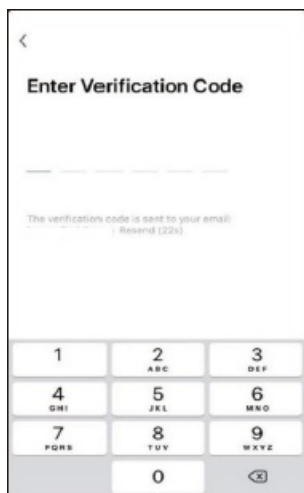 Enter Verification Code
The verification code is sent to your email:
Resend (22s)
1 2 3
ABC DEF
4 5 6
GHI JKL MNO
7 8 9
PQRS TUV WXYZ
0